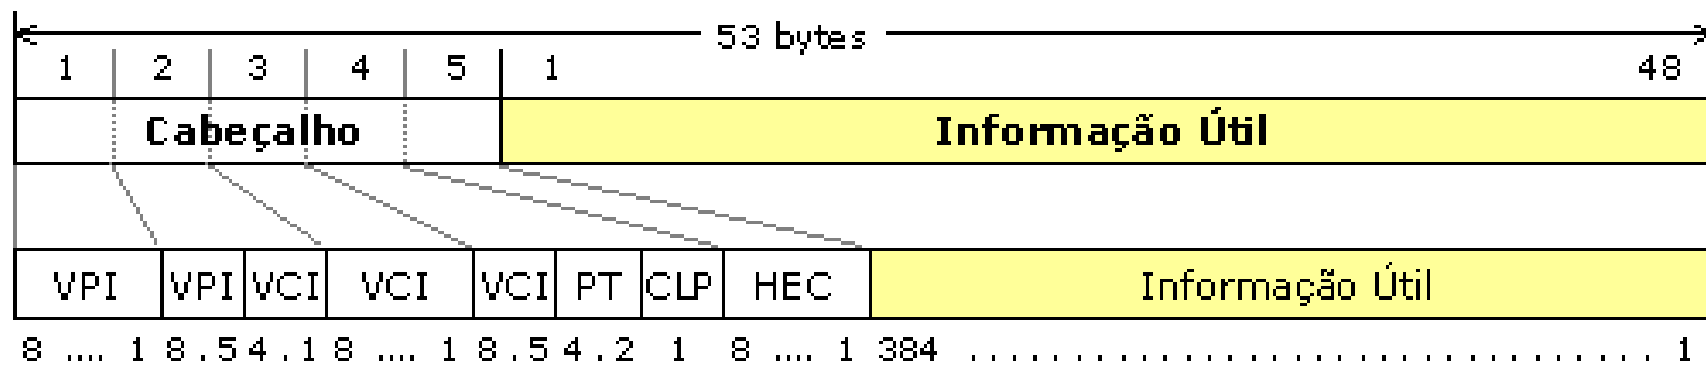 53 bytes
1 2 3 4 5 1 48
Cabeçalho Informação Útil
VPI VPI VCI VCI VCI PT CLP HEC Informação Útil
8 .... 1 8 . 5 4 . 1 8 .... 1 8 . 5 4 . 2 1 8 .... 1 384 . . . . . . . . . . . . . . . . . . . . . . . . . . . . 1